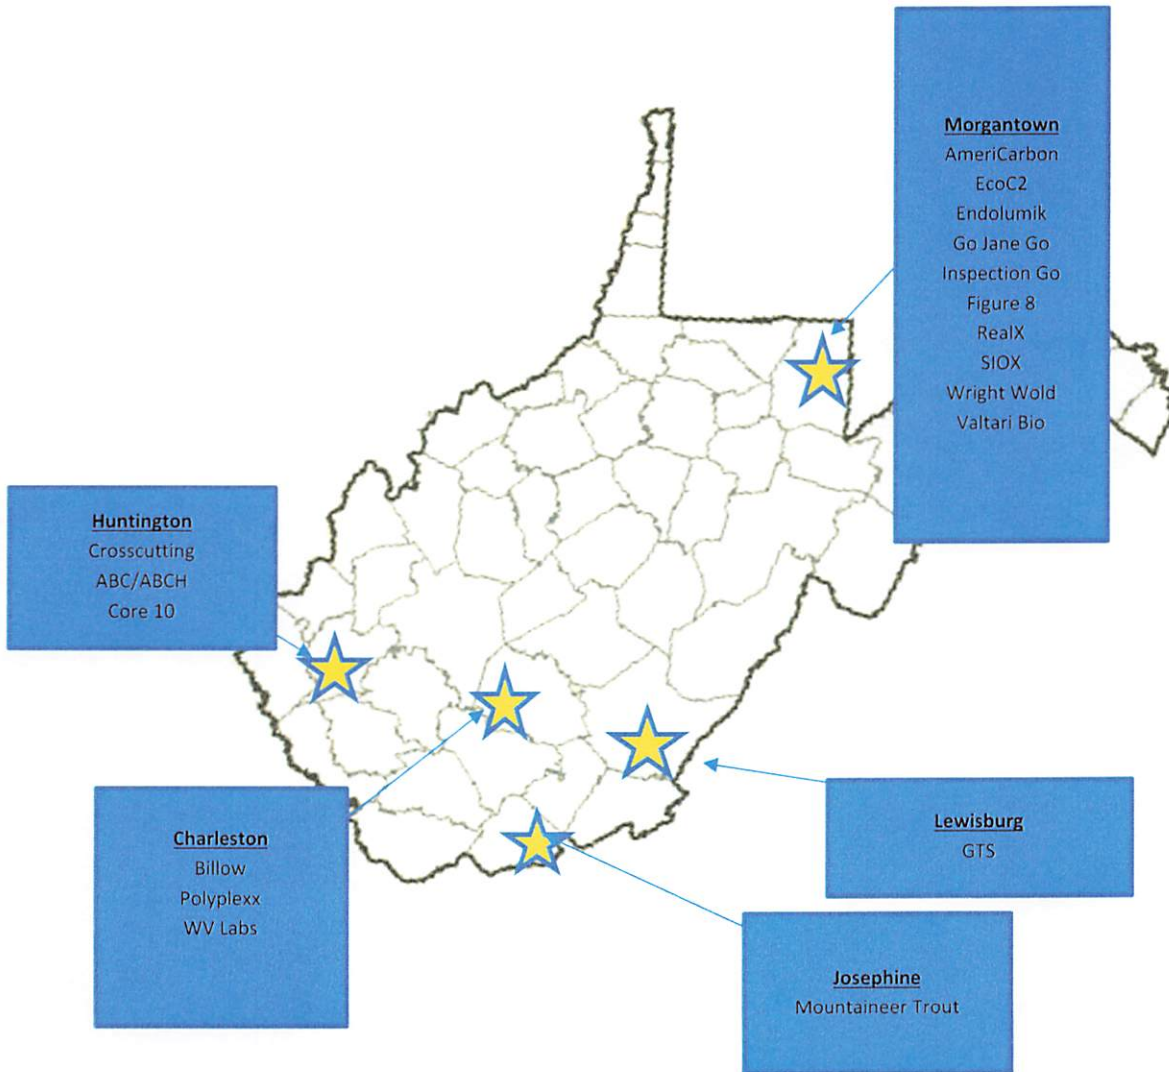 Morgantown
AmeriCarbon
EcoC2
Endolumik
Go Jane Go
Inspection Go
Figure 8
RealX
SIOX
Wright Wold
Valtari Bio
Huntington
Crosscutting
ABC/ABCH
Core 10
Charleston
Billow
Polyplexx
WV Labs
Lewisburg
GTS
Josephine
Mountaineer Trout